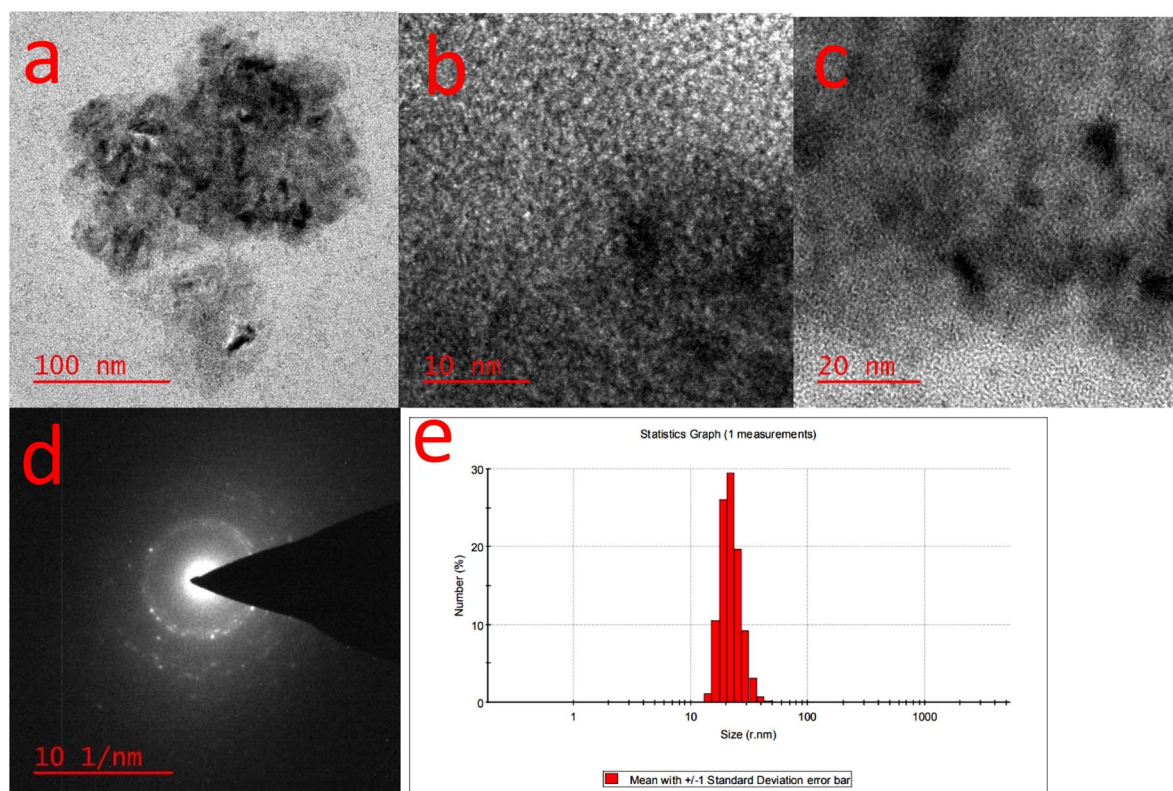 a
b
c
100 nm
10 nm
20 nm
d
10 1/nm
e
Statistics Graph (1 measurements)
Number (%)
30
20
10
0
1
10
100
1000
Size (r.nm)
Mean with +/-1 Standard Deviation error bar